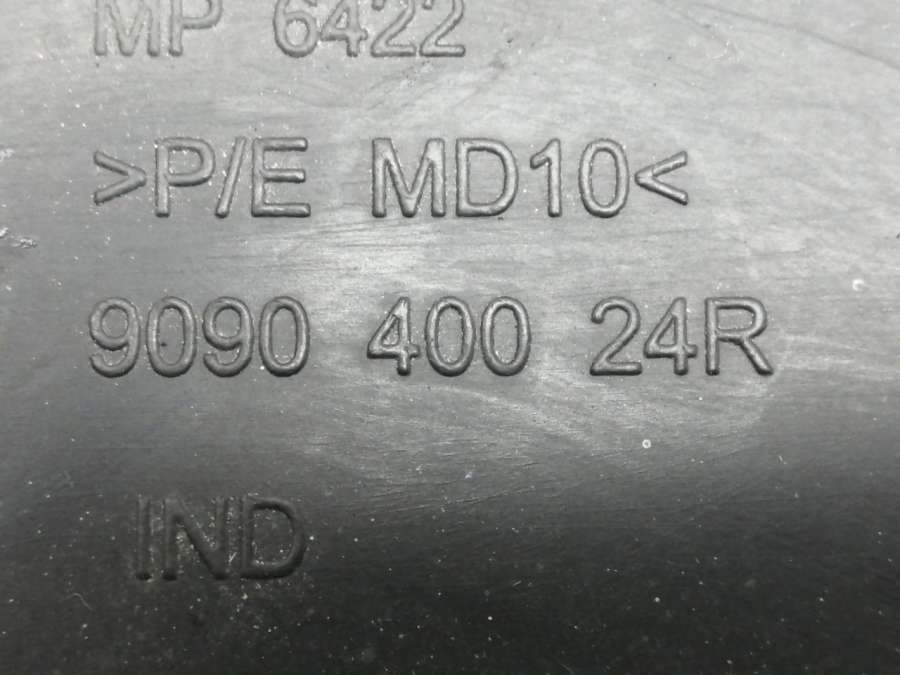 MP 6422
>P/E MD10<
9090 400 24R
IND